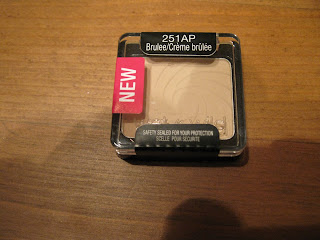 251AP
Brulee/Crème brûlée
NEW
SAFETY SEALED FOR YOUR PROTECTION
SCELLÉ POUR SÉCURITÉ